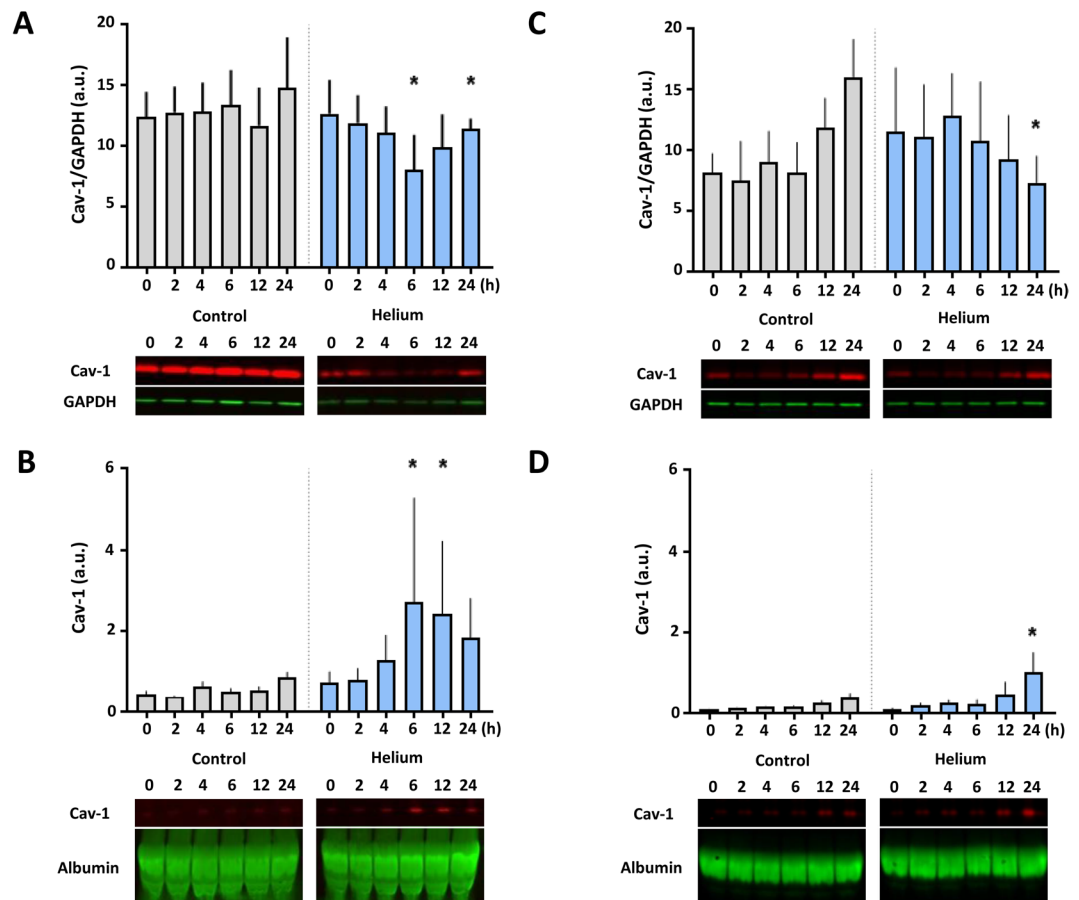 A
Cav-1/GAPDH (a.u.)
20
15
10
5
0
* *
0 2 4 6 12 24 0 2 4 6 12 24 (h)
Control Helium
0 2 4 6 12 24 0 2 4 6 12 24
Cav-1
GAPDH
B
Cav-1 (a.u.)
6
4
2
0
* *
0 2 4 6 12 24 0 2 4 6 12 24 (h)
Control Helium
0 2 4 6 12 24 0 2 4 6 12 24
Cav-1
Albumin
C
Cav-1/GAPDH (a.u.)
20
15
10
5
0
*
0 2 4 6 12 24 0 2 4 6 12 24 (h)
Control Helium
0 2 4 6 12 24 0 2 4 6 12 24
Cav-1
GAPDH
D
Cav-1 (a.u.)
6
4
2
0
*
0 2 4 6 12 24 0 2 4 6 12 24 (h)
Control Helium
0 2 4 6 12 24 0 2 4 6 12 24
Cav-1
Albumin